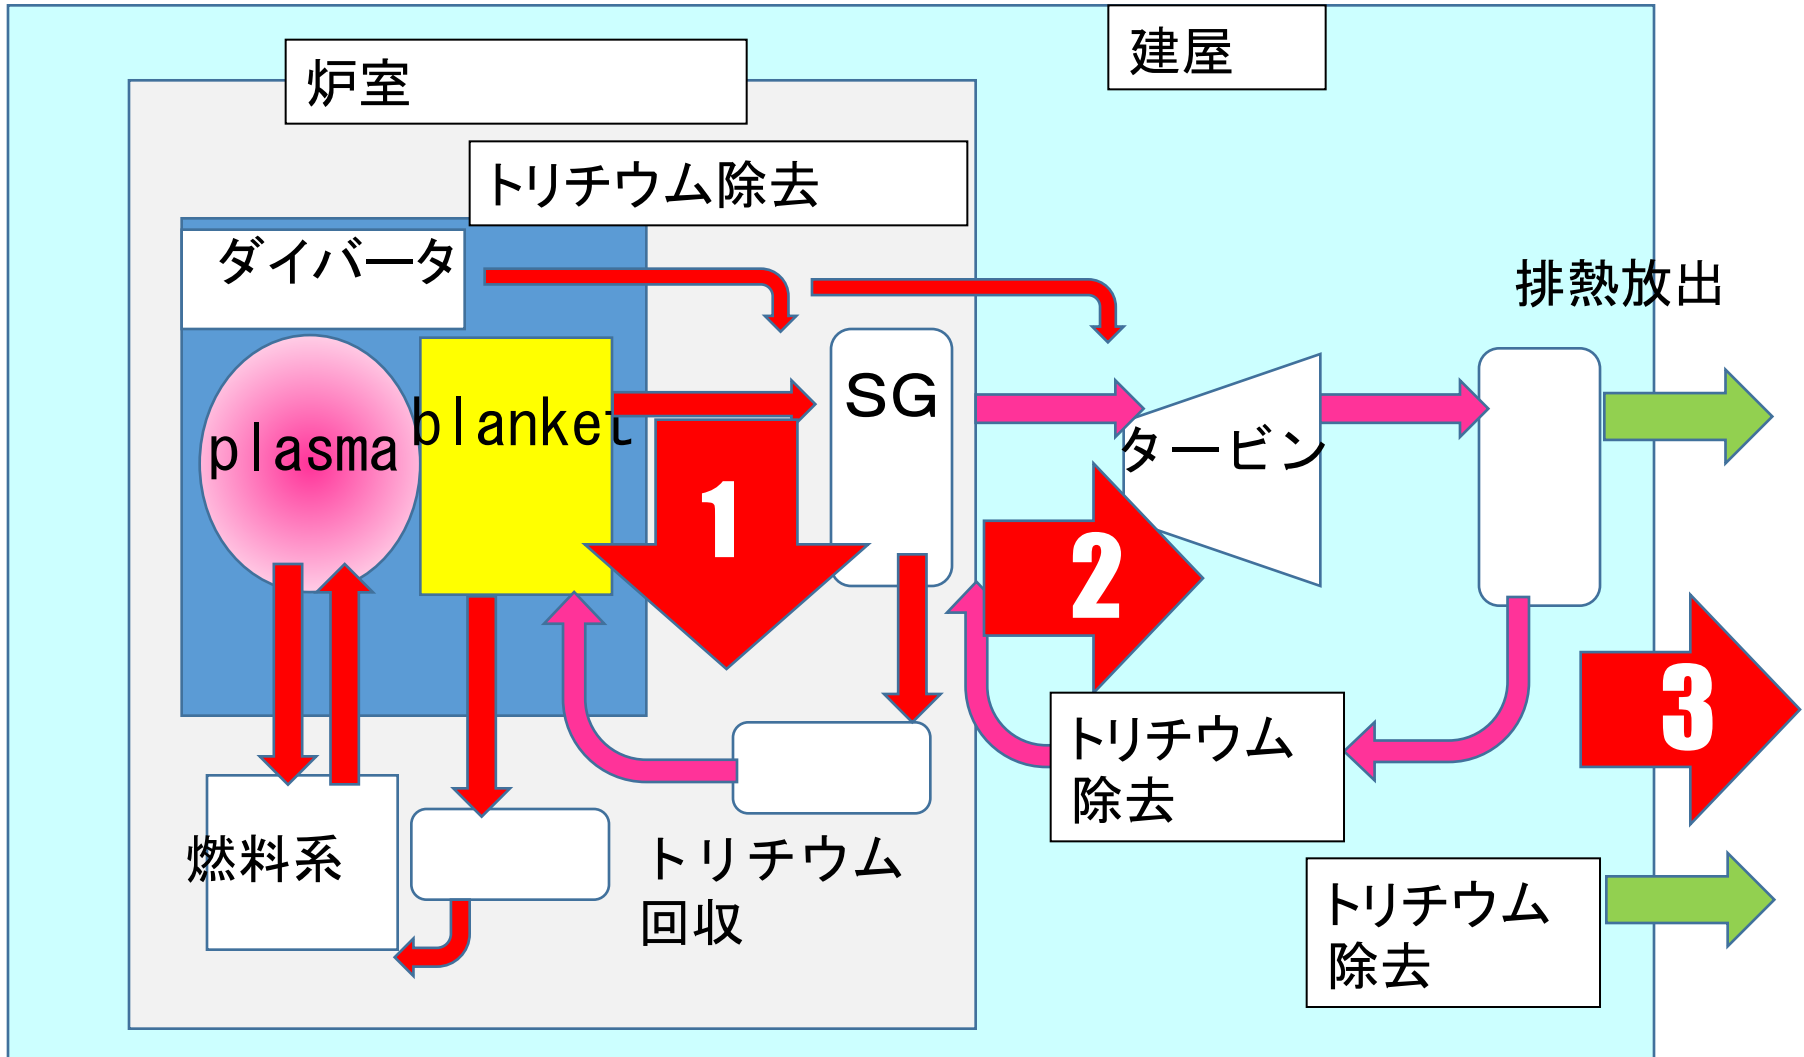 建屋
炉室
トリチウム除去
ダイバータ
排熱放出
plasma
blanket
SG
タービン
1
2
3
トリチウム
除去
燃料系
トリチウム
回収
トリチウム
除去